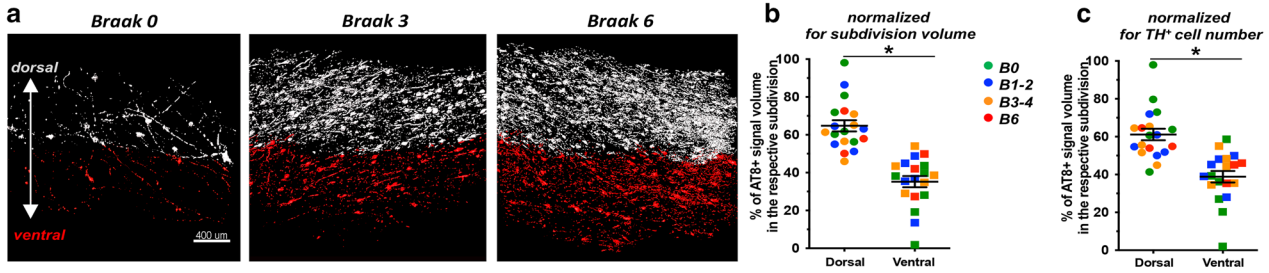 a
Braak 0
Braak 3
Braak 6
dorsal
ventral
400 um
b
normalized
for subdivision volume
*
% of AT8+ signal volume
in the respective subdivision
100
80
60
40
20
0
Dorsal
Ventral
B0
B1-2
B3-4
B6
c
normalized
for TH+ cell number
*
% of AT8+ signal volume
in the respective subdivision
100
80
60
40
20
0
Dorsal
Ventral